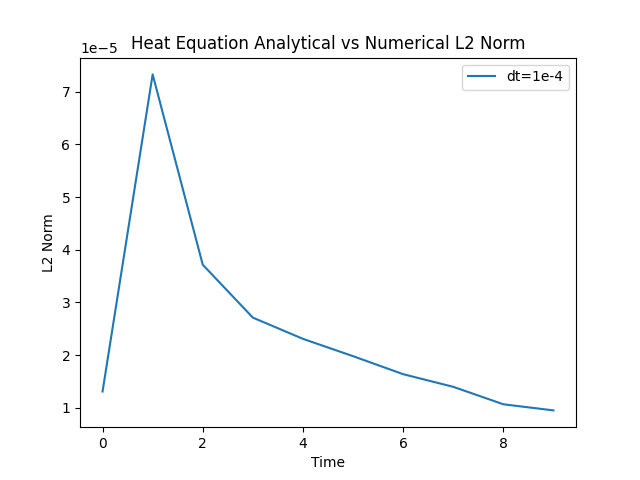 Heat Equation Analytical vs Numerical L2 Norm
1e−5
dt=1e-4
7
6
5
4
3
2
1
L2 Norm
0 2 4 6 8
Time